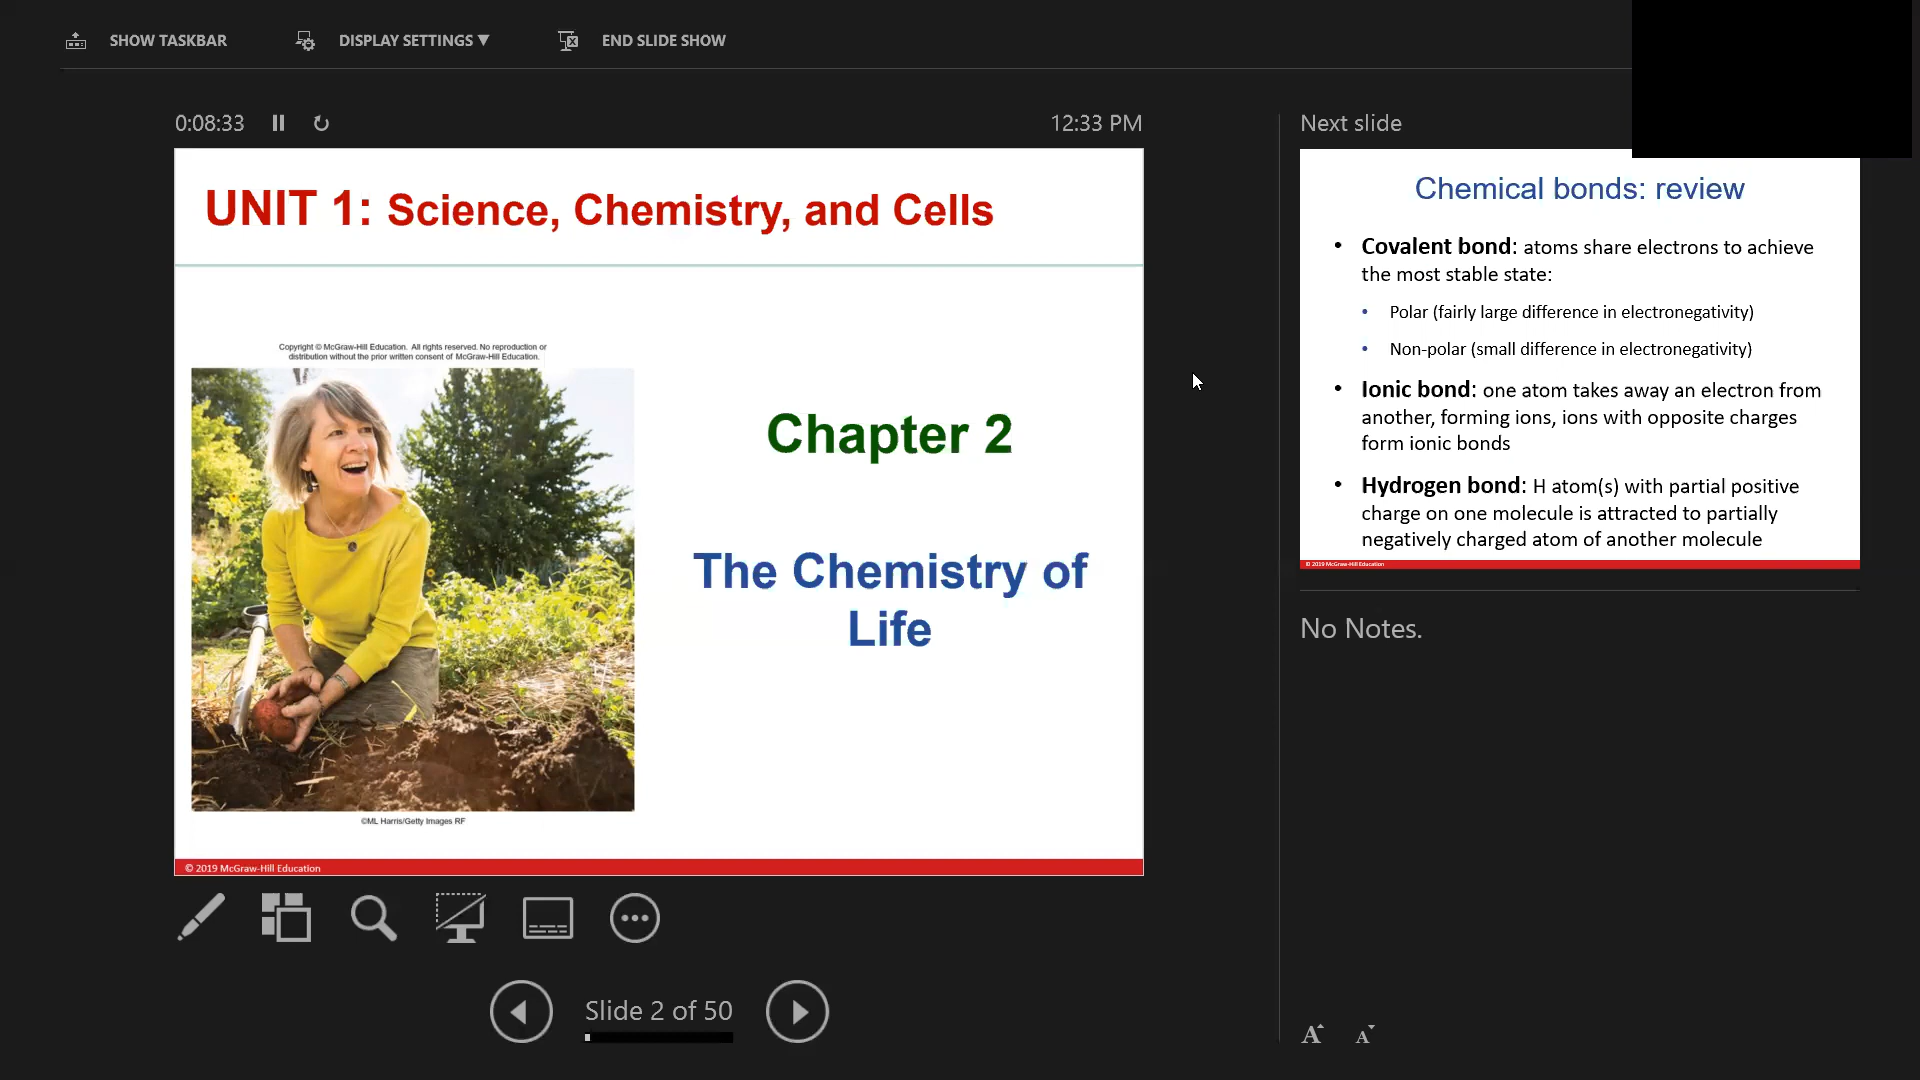 SHOW TASKBAR
DISPLAY SETTINGS ▼
END SLIDE SHOW
0:08:33
12:33 PM
UNIT 1: Science, Chemistry, and Cells
Copyright © McGraw-Hill Education. All rights reserved. No reproduction or
distribution without the prior written consent of McGraw-Hill Education.
Chapter 2
The Chemistry of
Life
©ML Harris/Getty Images RF
© 2019 McGraw-Hill Education
Slide 2 of 50
Next slide
Chemical bonds: review
• Covalent bond: atoms share electrons to achieve
the most stable state:
• Polar (fairly large difference in electronegativity)
• Non-polar (small difference in electronegativity)
• Ionic bond: one atom takes away an electron from
another, forming ions, ions with opposite charges
form ionic bonds
• Hydrogen bond: H atom(s) with partial positive
charge on one molecule is attracted to partially
negatively charged atom of another molecule
© 2019 McGraw-Hill Education
No Notes.
A A